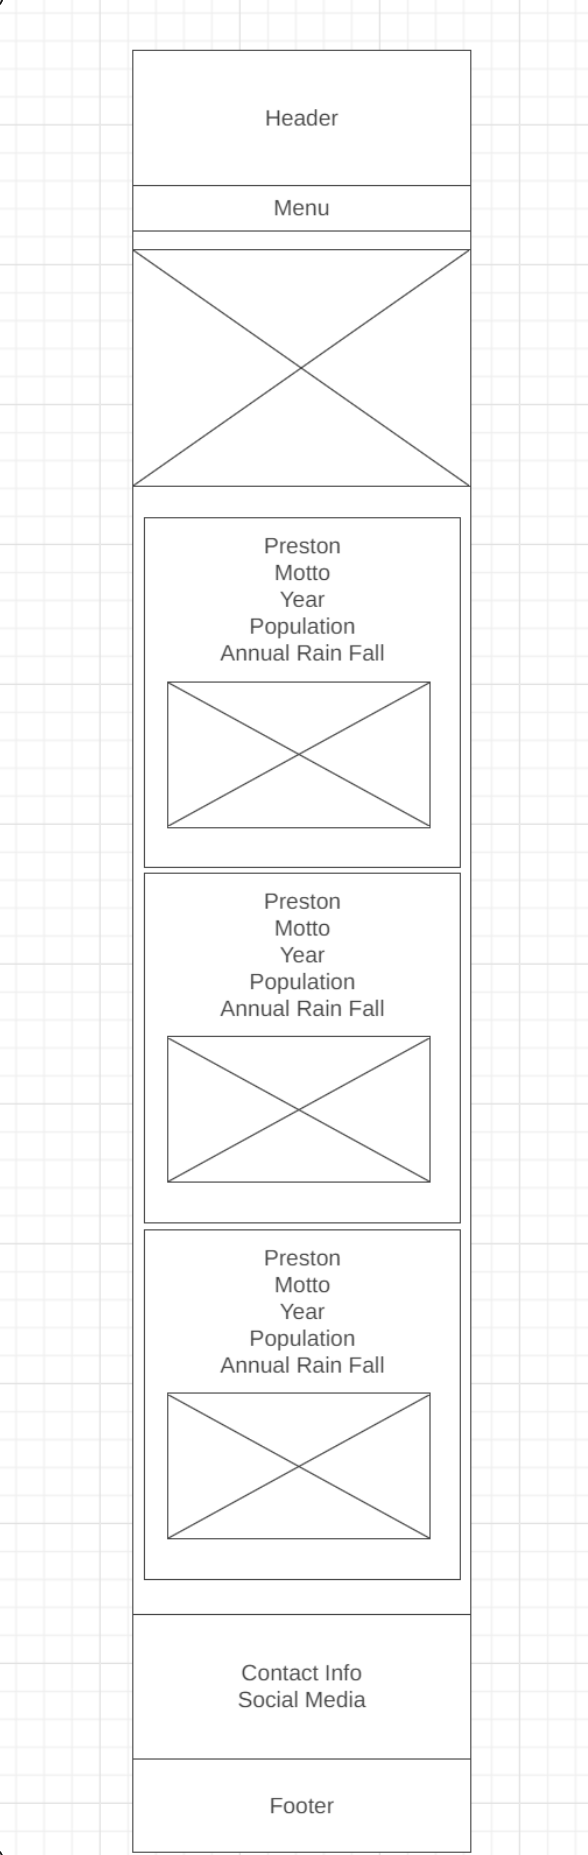 Header
Menu
Preston
Motto
Year
Population
Annual Rain Fall
Preston
Motto
Year
Population
Annual Rain Fall
Preston
Motto
Year
Population
Annual Rain Fall
Contact Info
Social Media
Footer